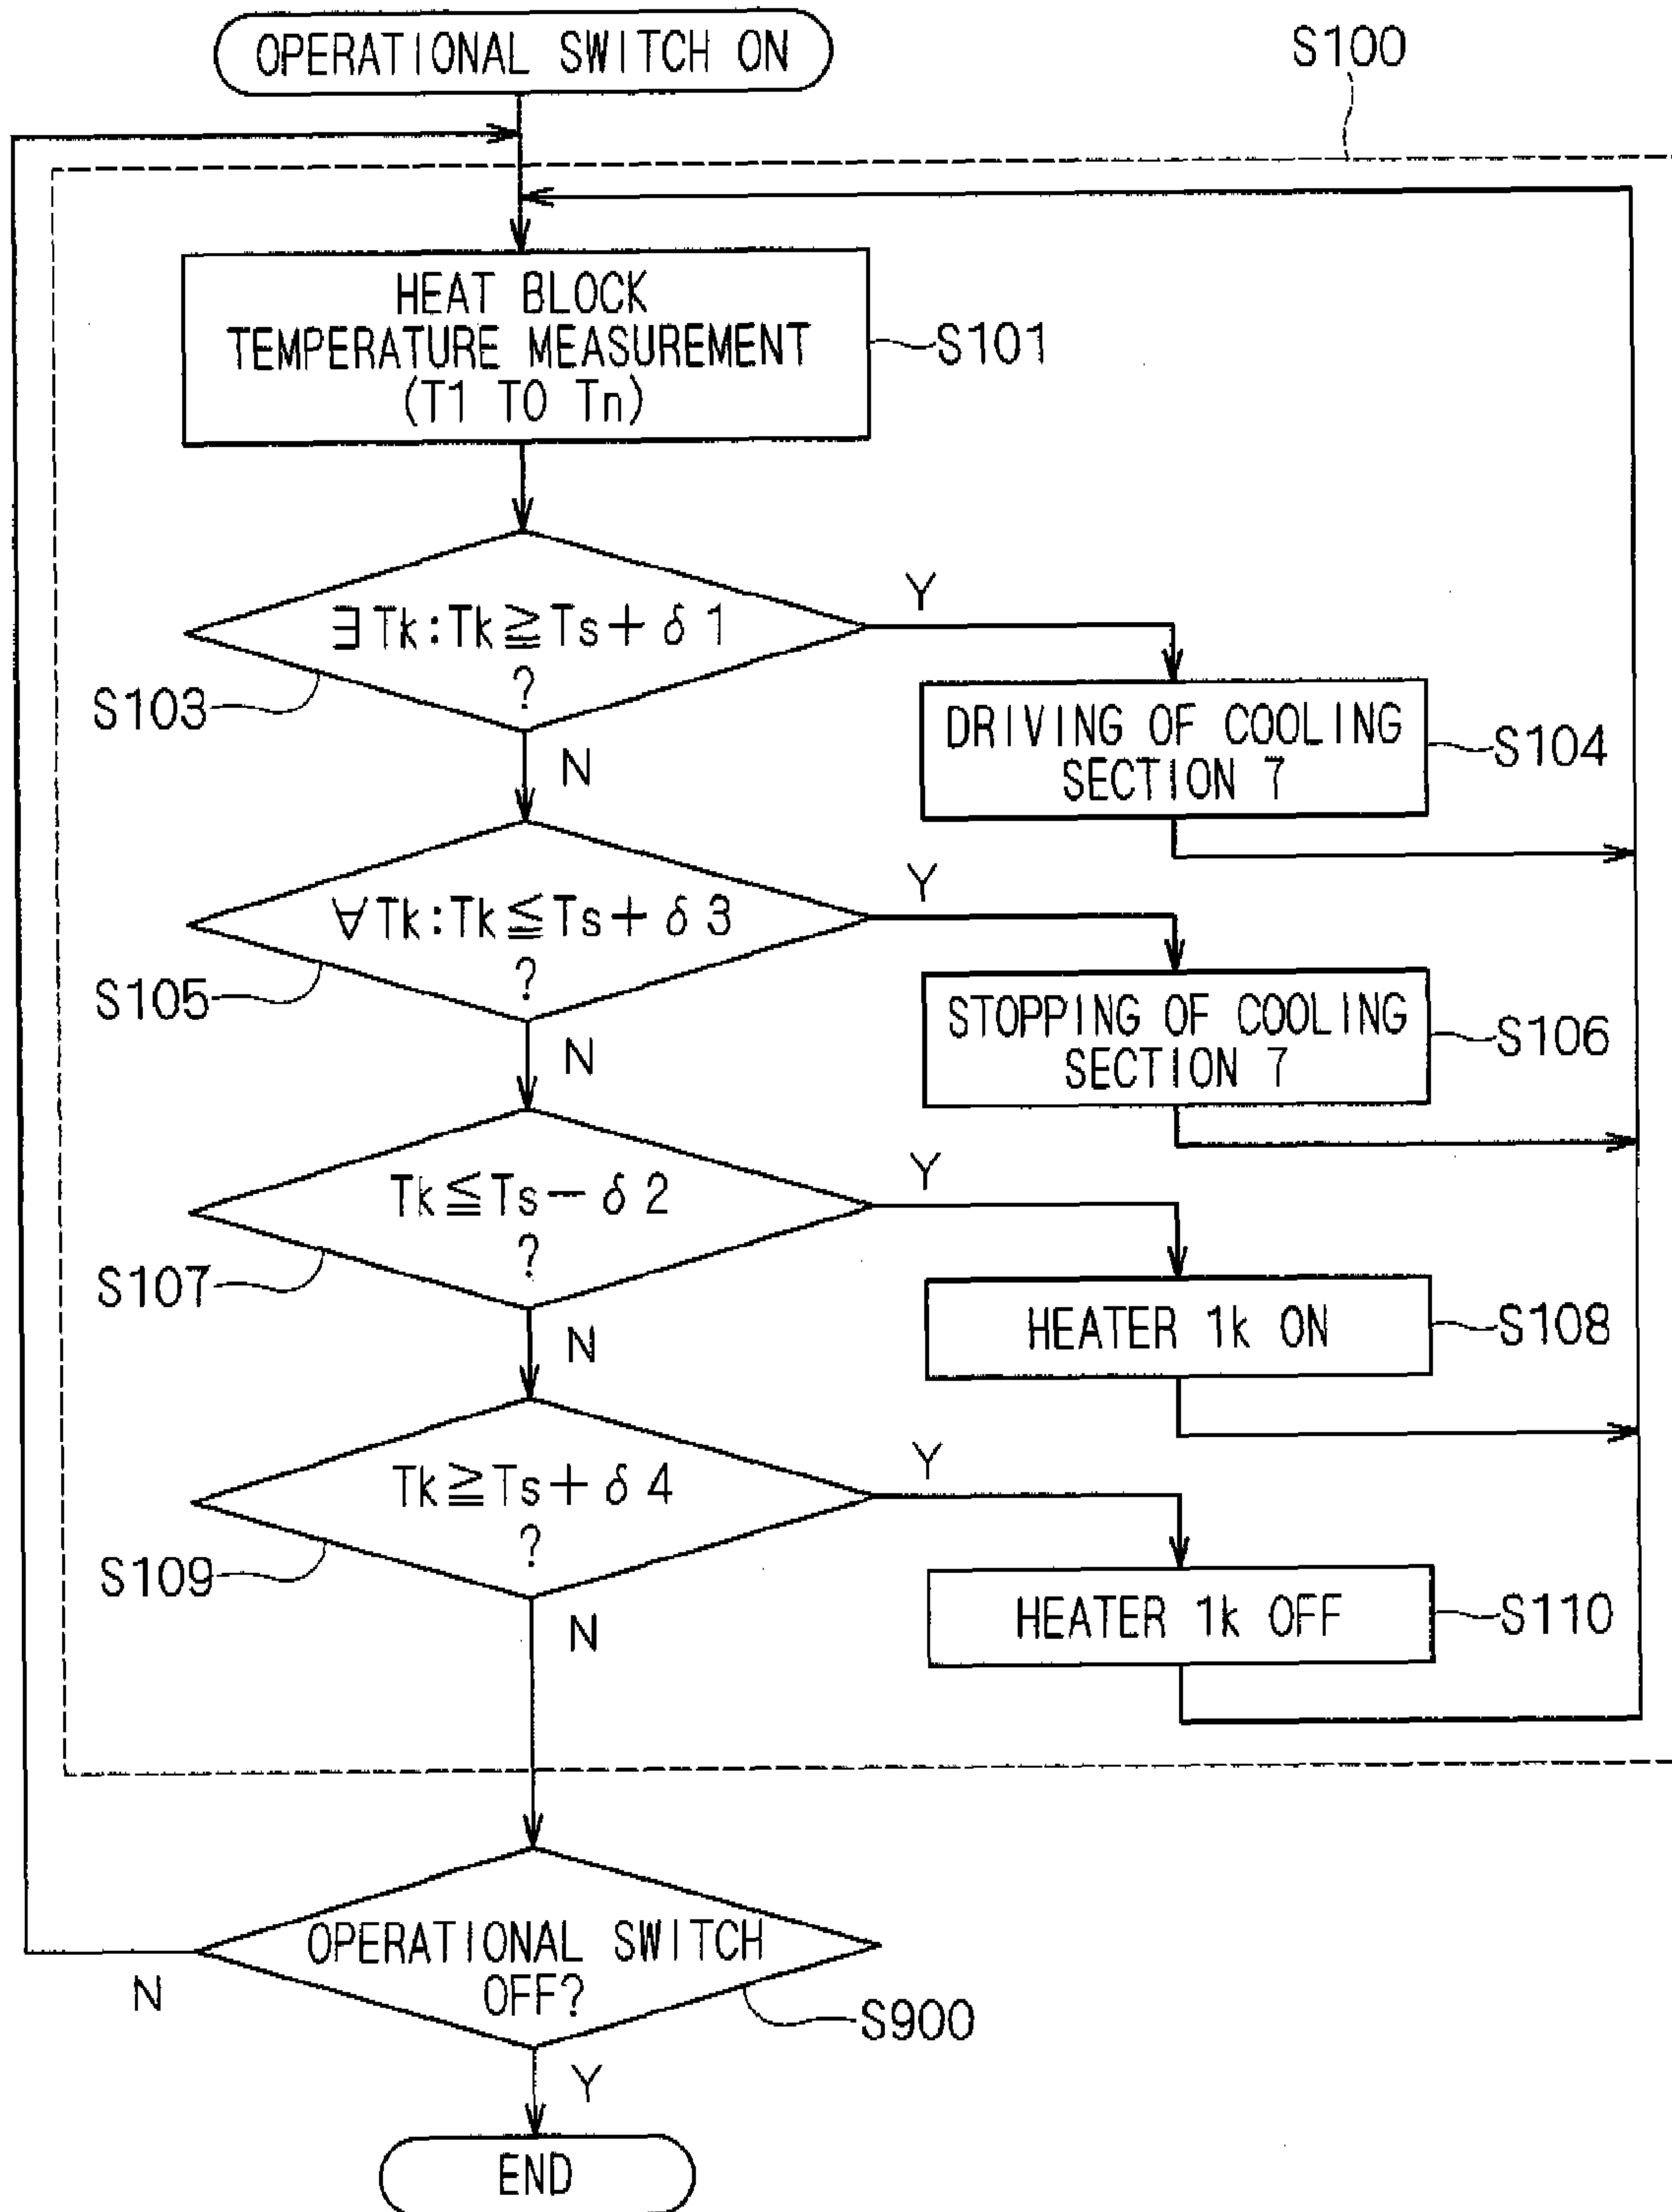 OPERATIONAL SWITCH ON
S100
HEAT BLOCK
TEMPERATURE MEASUREMENT
(T1 TO Tn)
S101
∃Tk:Tk≧Ts+δ1
?
Y
S103
N
DRIVING OF COOLING
SECTION 7
S104
∀Tk:Tk≦Ts+δ3
?
Y
S105
N
STOPPING OF COOLING
SECTION 7
S106
Tk≦Ts−δ2
?
Y
S107
N
HEATER 1k ON
S108
Tk≧Ts+δ4
?
Y
S109
N
HEATER 1k OFF
S110
OPERATIONAL SWITCH
OFF?
N
S900
Y
END